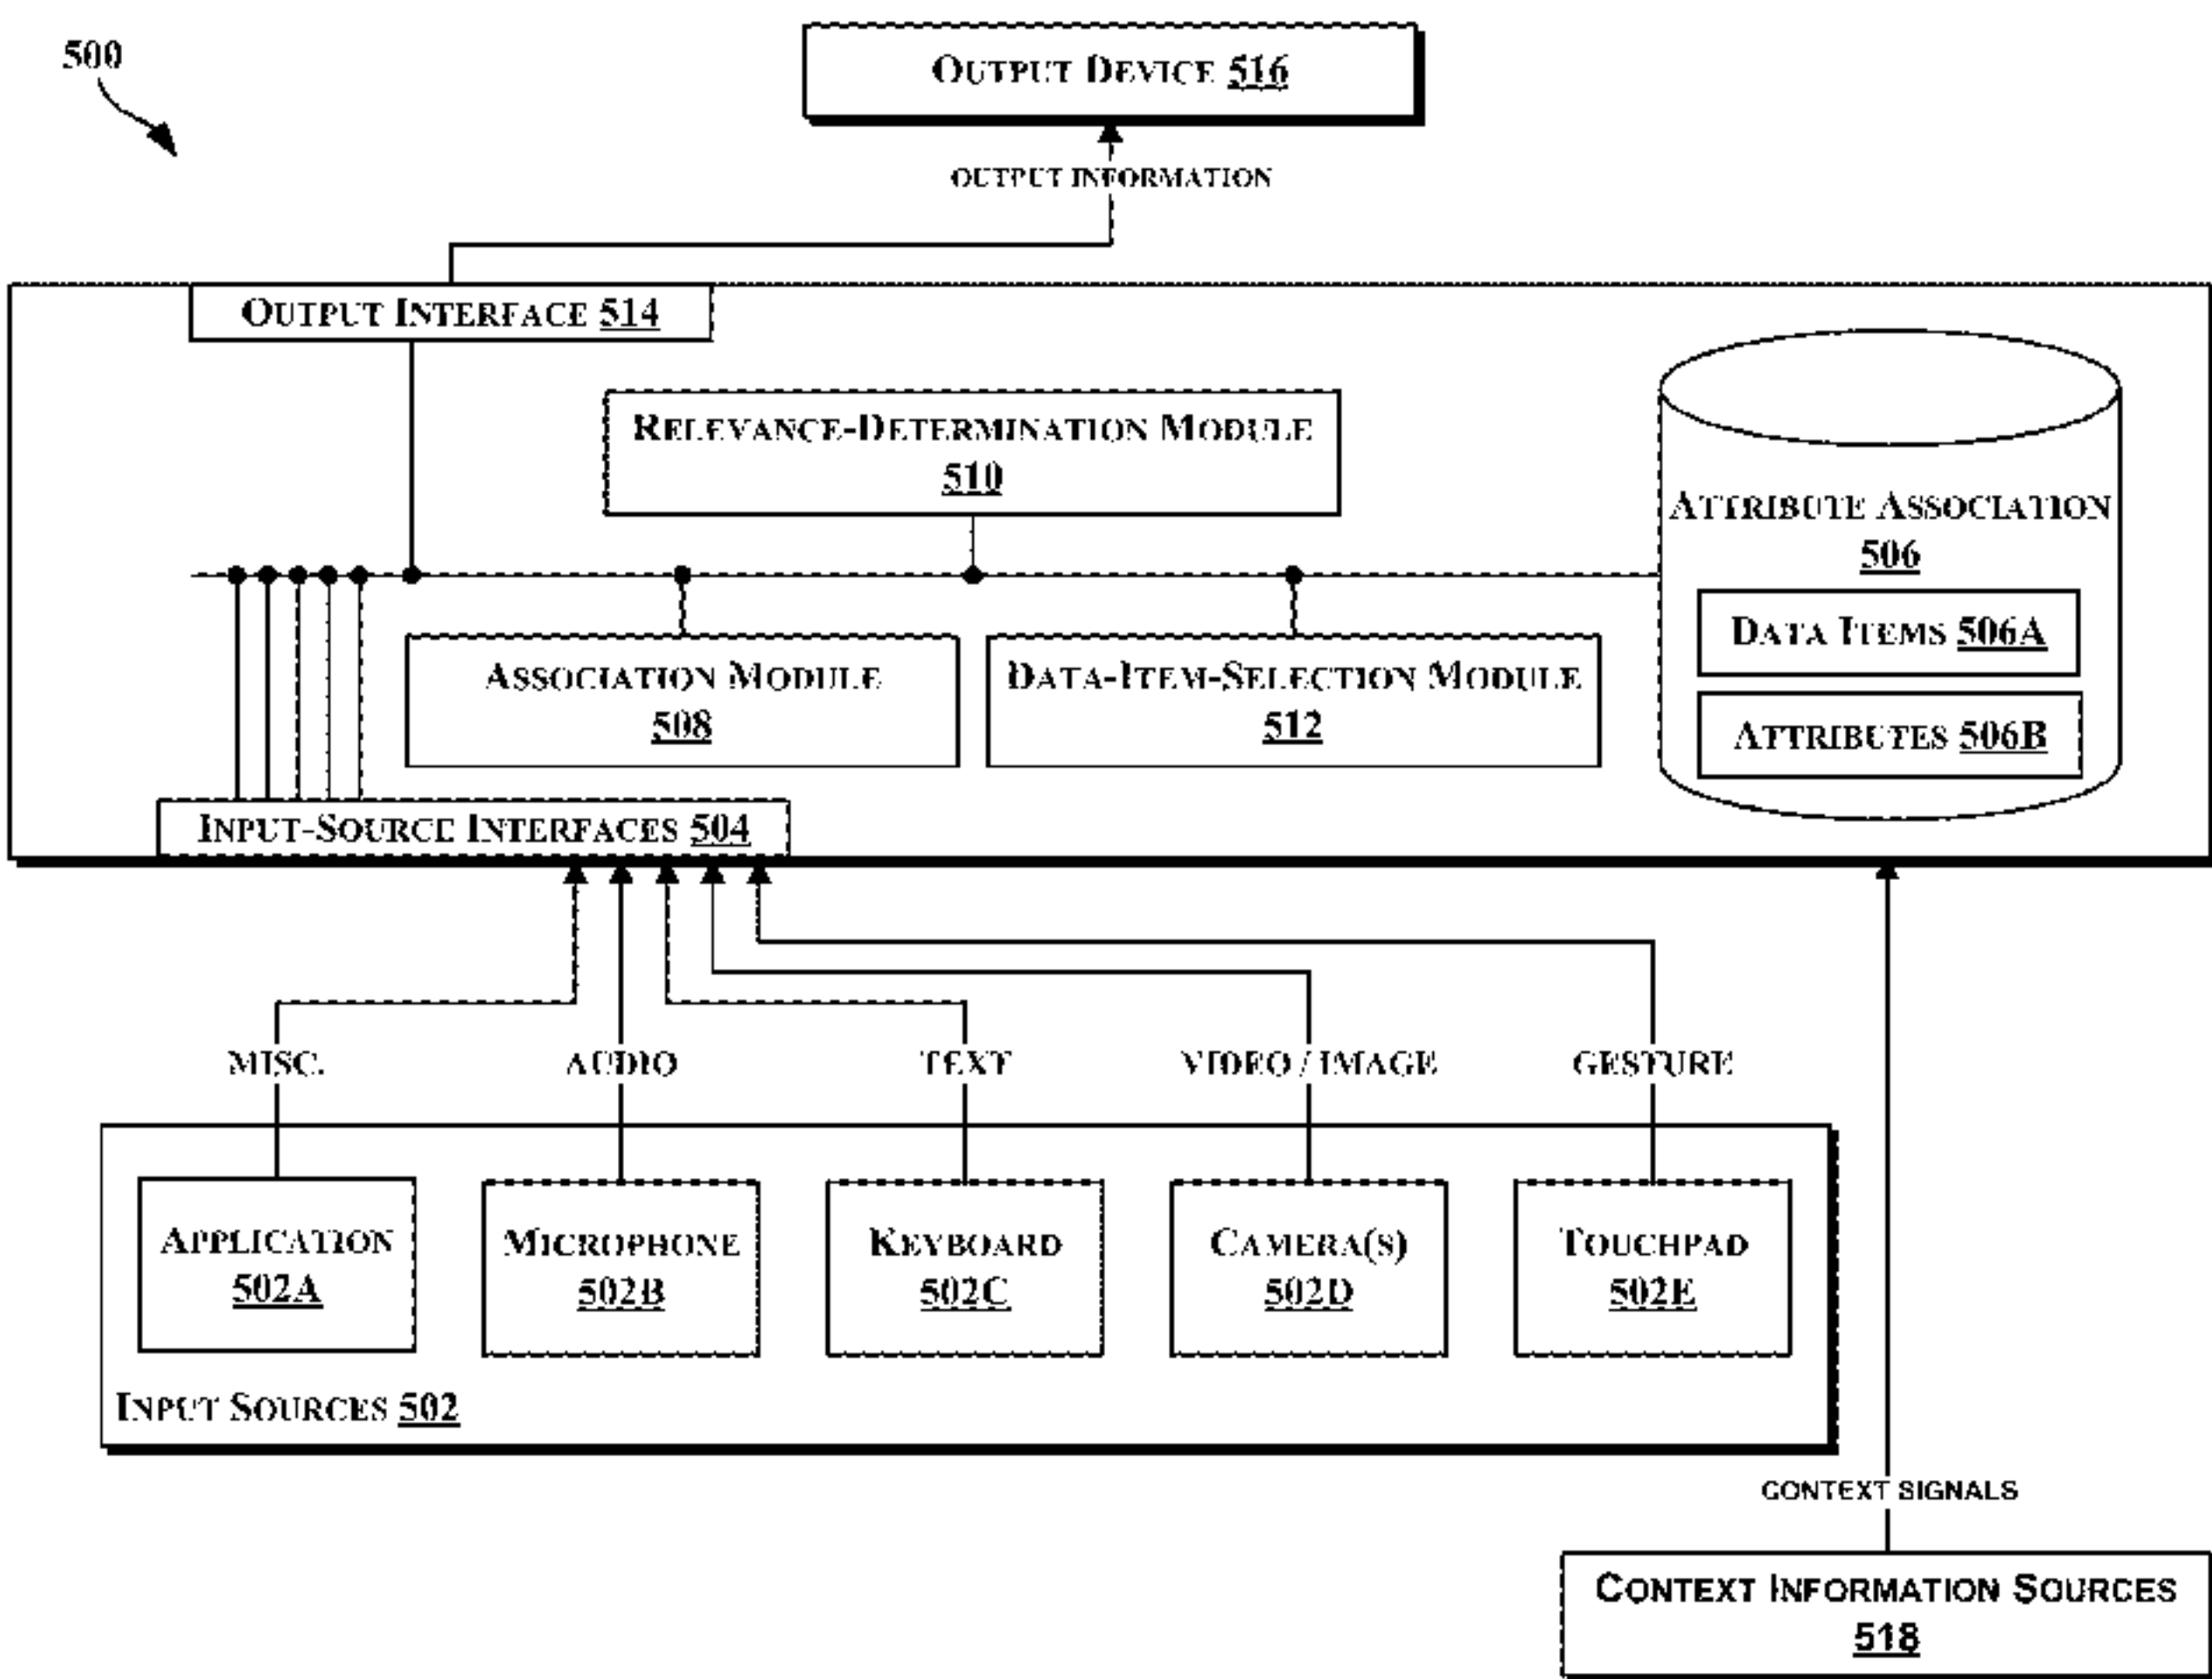 500
OUTPUT DEVICE 516
OUTPUT INFORMATION
OUTPUT INTERFACE 514
RELEVANCE-DETERMINATION MODULE
510
ATTRIBUTE ASSOCIATION
506
DATA ITEMS 506A
ATTRIBUTES 506B
ASSOCIATION MODULE
508
DATA-ITEM-SELECTION MODULE
512
INPUT-SOURCE INTERFACES 504
MISC.
AUDIO
TEXT
VIDEO / IMAGE
GESTURE
APPLICATION
502A
MICROPHONE
502B
KEYBOARD
502C
CAMERA(S)
502D
TOUCHPAD
502E
INPUT SOURCES 502
CONTEXT SIGNALS
CONTEXT INFORMATION SOURCES
518